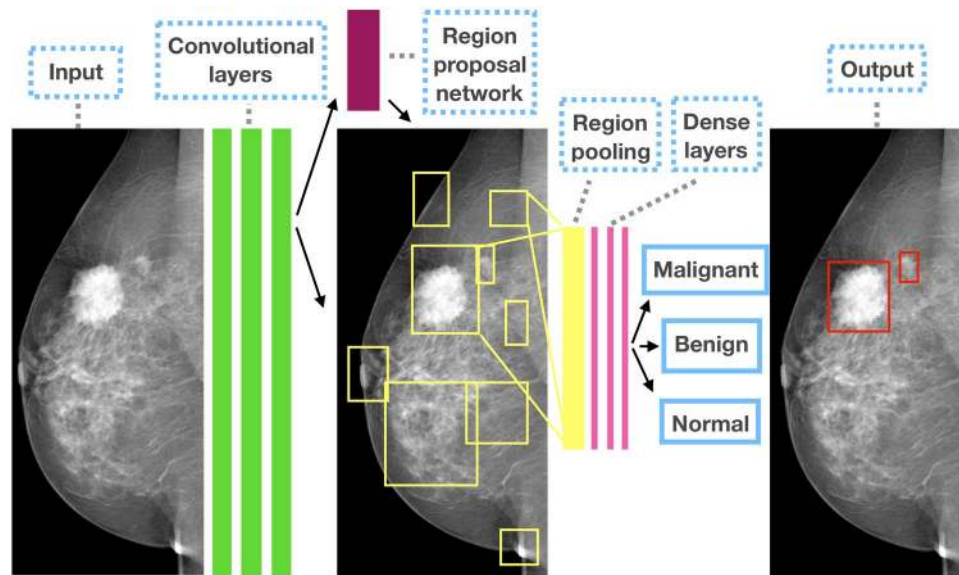 Input
Convolutional
layers
Region
proposal
network
Region
pooling
Dense
layers
Malignant
Benign
Normal
Output